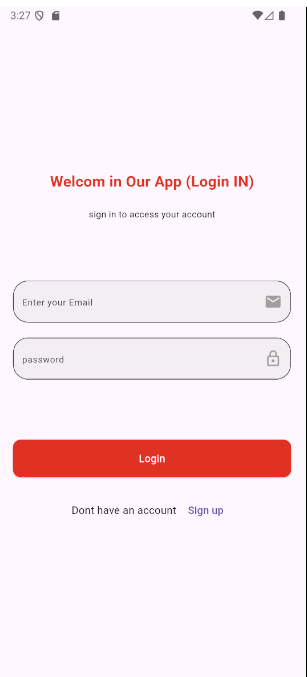 3:27
Welcom in Our App (Login IN)
sign in to access your account
Enter your Email
password
Login
Dont have an account Sign up